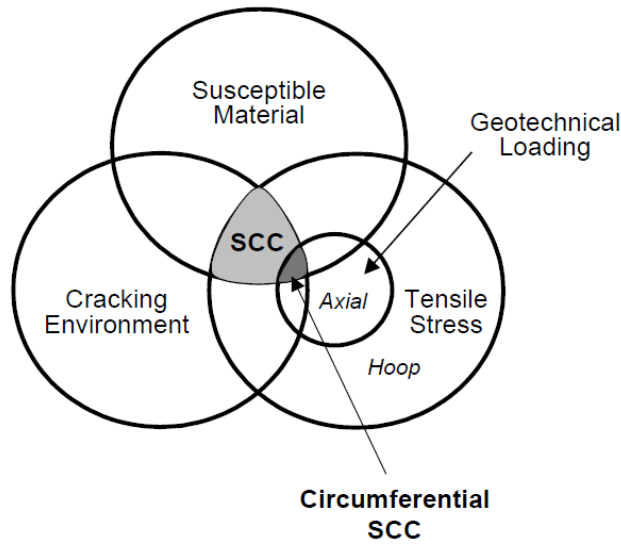 Susceptible
Material
Geotechnical
Loading
SCC
Cracking
Environment
Axial
Tensile
Stress
Hoop
Circumferential
SCC